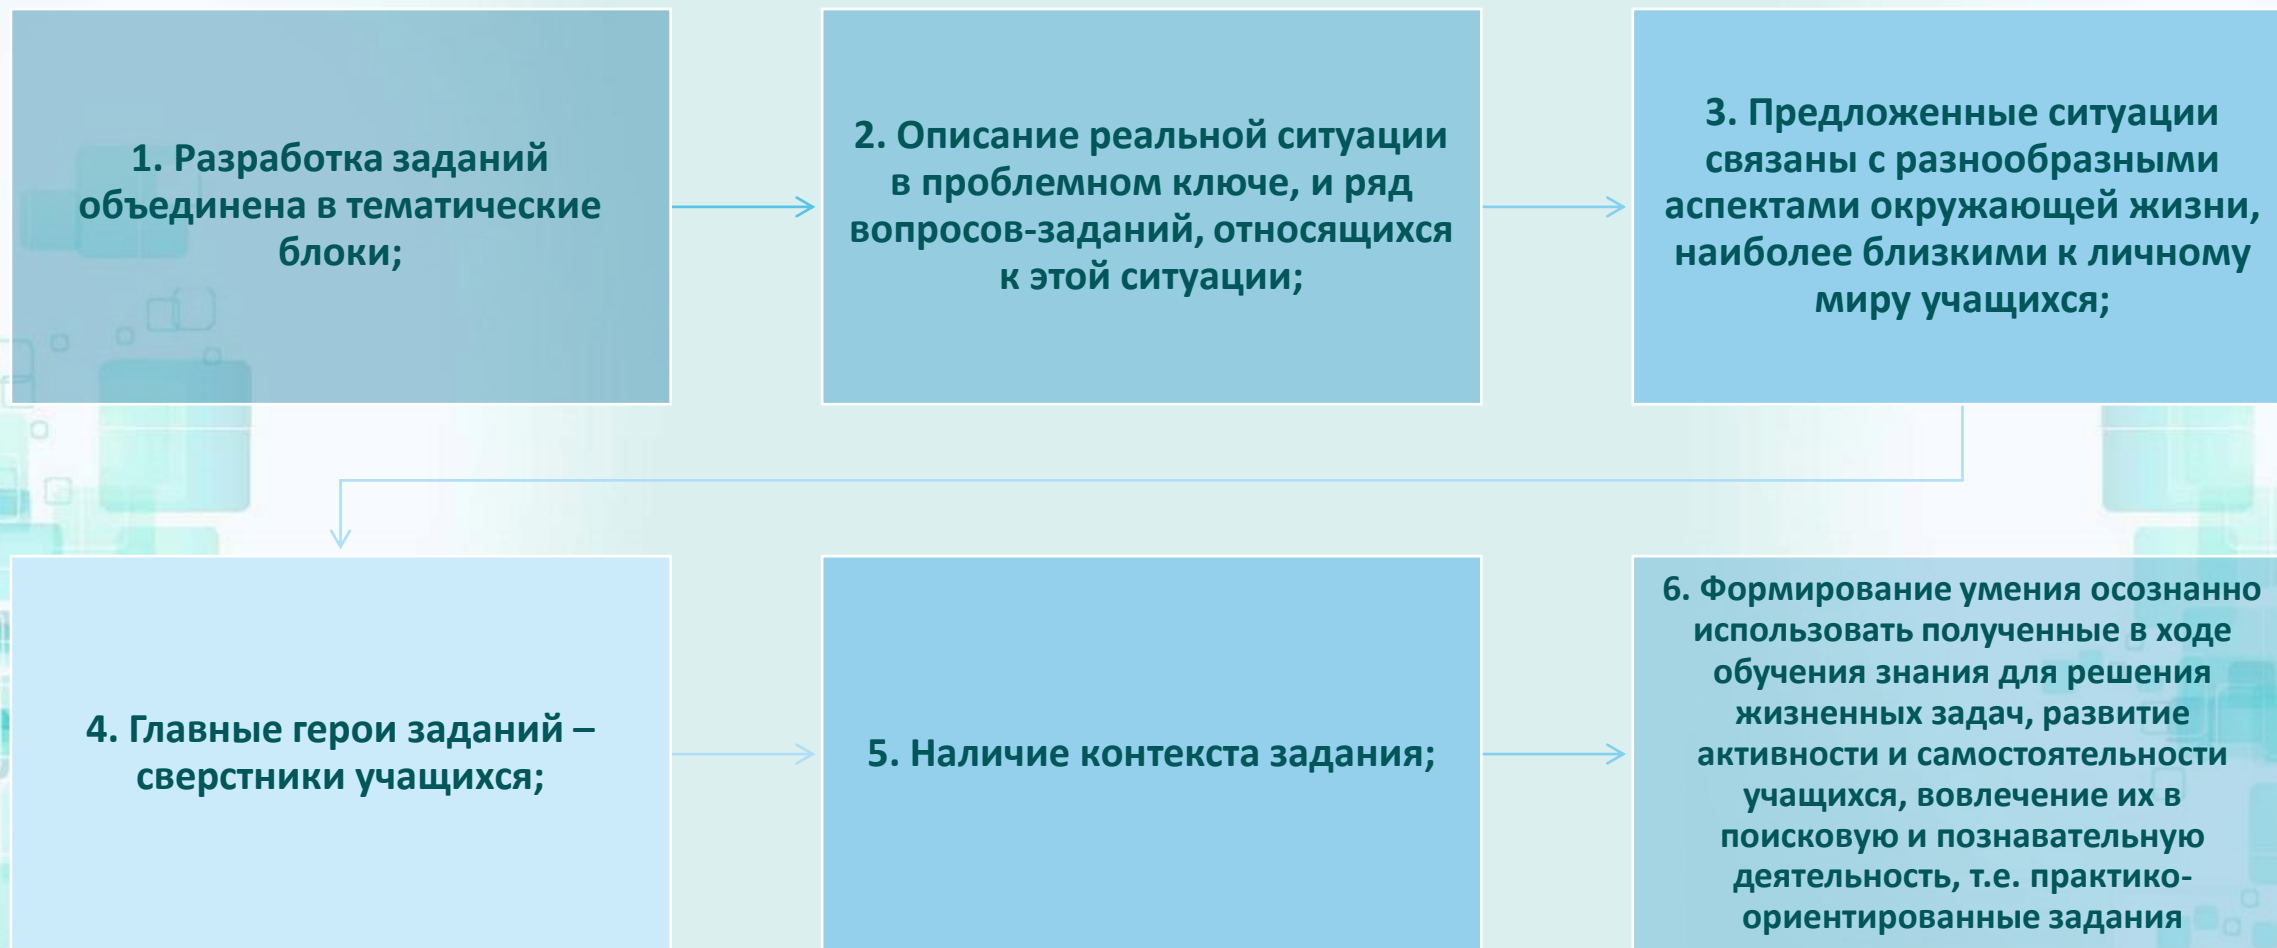 1. Разработка заданий
объединена в тематические
блоки;
2. Описание реальной ситуации
в проблемном ключе, и ряд
вопросов-заданий, относящихся
к этой ситуации;
3. Предложенные ситуации
связаны с разнообразными
аспектами окружающей жизни,
наиболее близкими к личному
миру учащихся;
4. Главные герои заданий –
сверстники учащихся;
5. Наличие контекста задания;
6. Формирование умения осознанно
использовать полученные в ходе
обучения знания для решения
жизненных задач, развитие
активности и самостоятельности
учащихся, вовлечение их в
поисковую и познавательную
деятельность, т.е. практико-
ориентированные задания